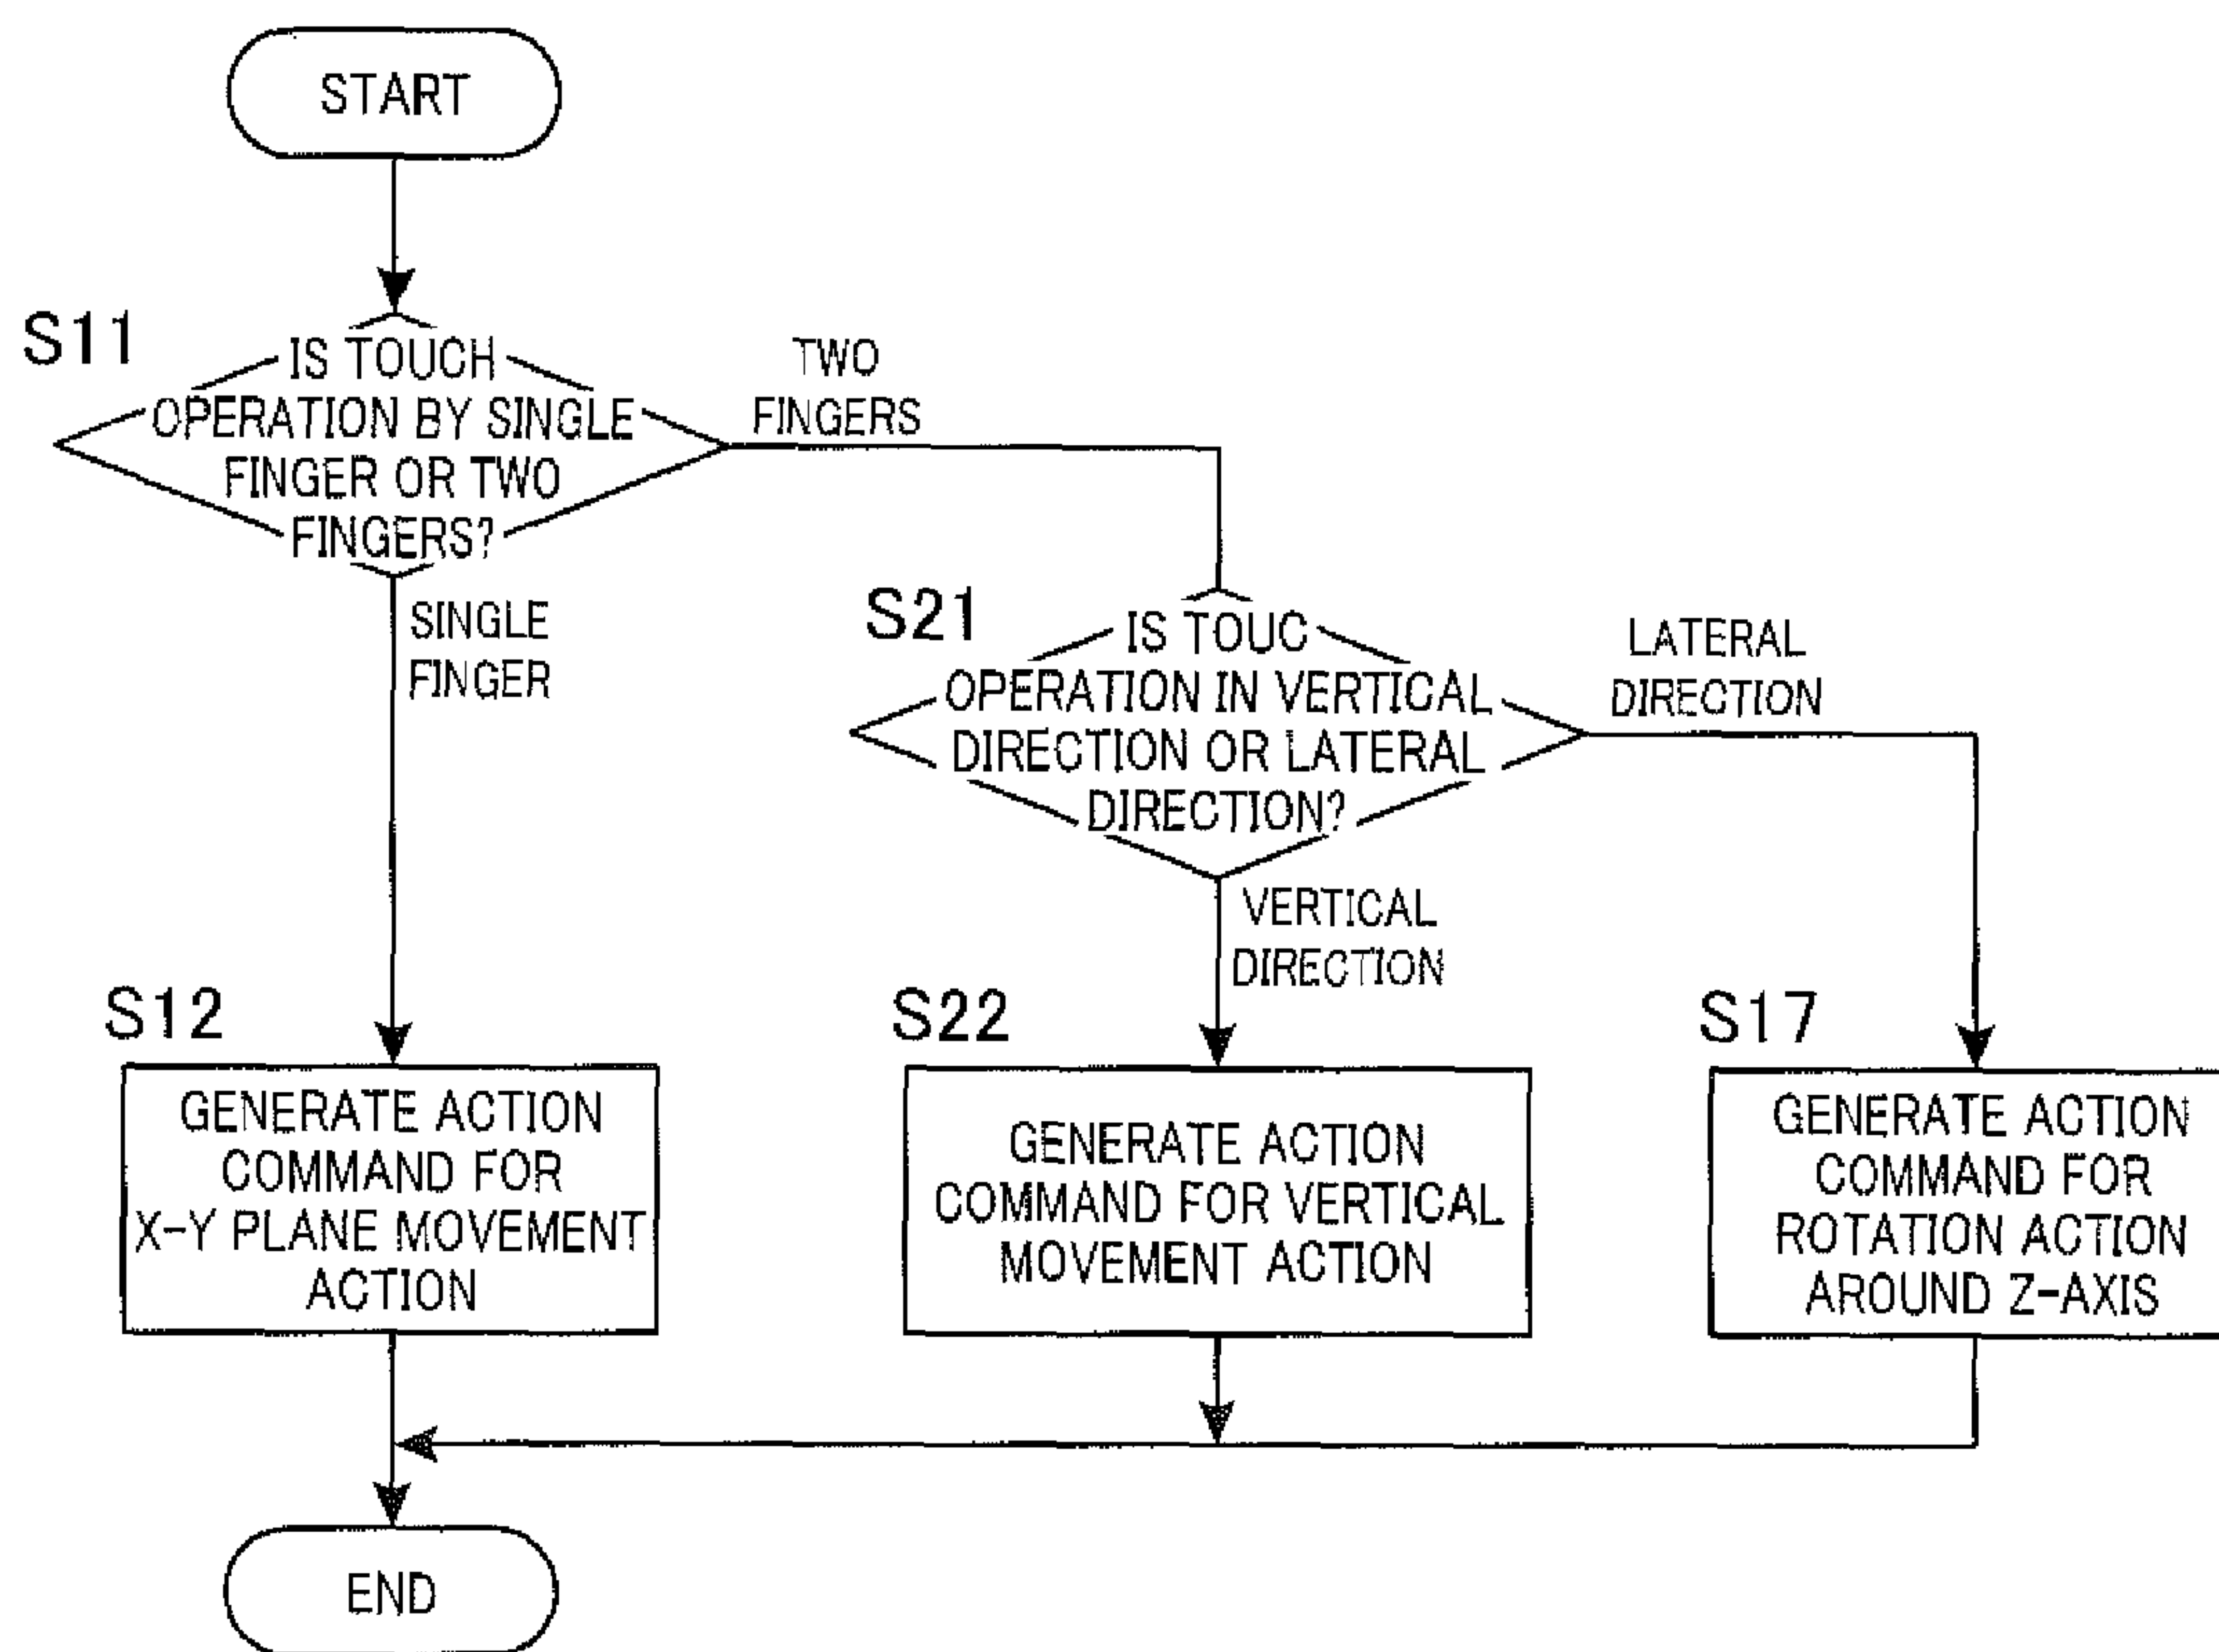 START
S11
IS TOUCH
OPERATION BY SINGLE
FINGER OR TWO
FINGERS?
TWO
FINGERS
SINGLE
FINGER
S21
IS TOUC
OPERATION IN VERTICAL
DIRECTION OR LATERAL
DIRECTION?
LATERAL
DIRECTION
VERTICAL
DIRECTION
S12
GENERATE ACTION
COMMAND FOR
X-Y PLANE MOVEMENT
ACTION
S22
GENERATE ACTION
COMMAND FOR VERTICAL
MOVEMENT ACTION
S17
GENERATE ACTION
COMMAND FOR
ROTATION ACTION
AROUND Z-AXIS
END